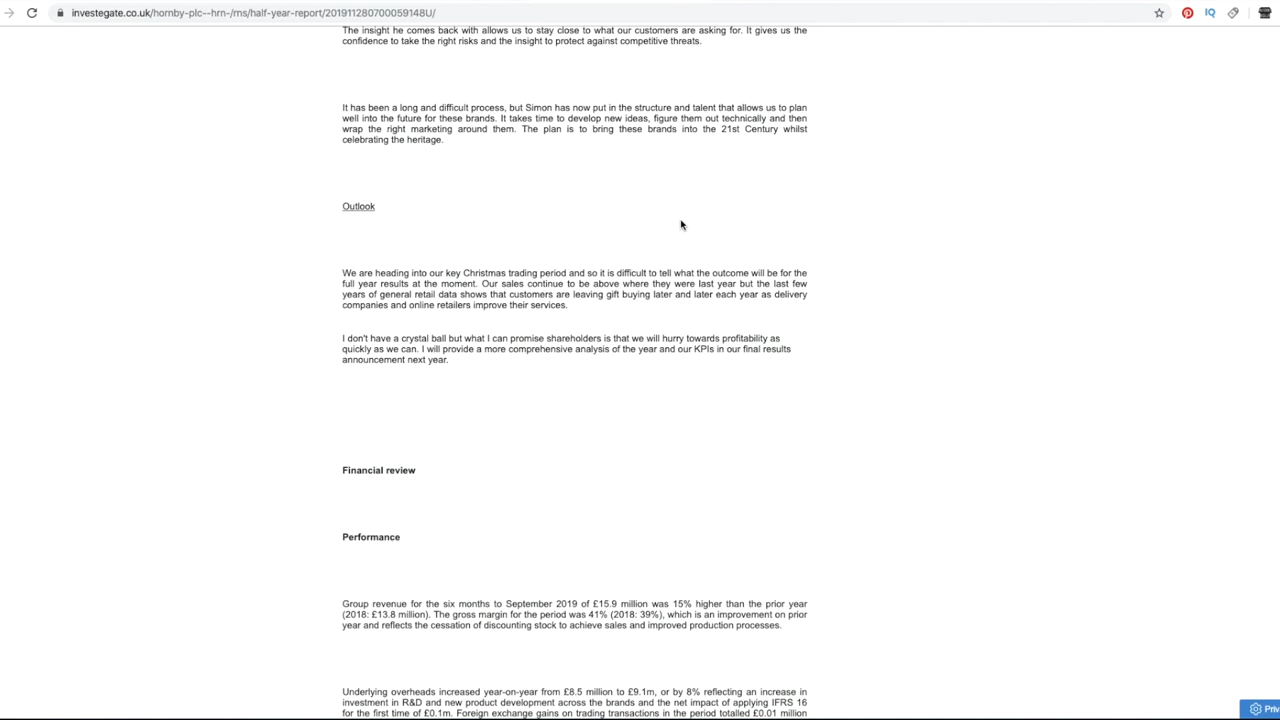 investegate.co.uk/hornby-plc--hrn-/rns/half-year-report/201911280700059148U/
The insight he comes back with allows us to stay close to what our customers are asking for. It gives us the
confidence to take the right risks and the insight to protect against competitive threats.
It has been a long and difficult process, but Simon has now put in the structure and talent that allows us to plan
well into the future for these brands. It takes time to develop new ideas, figure them out technically and then
wrap the right marketing around them. The plan is to bring these brands into the 21st Century whilst
celebrating the heritage.
Outlook
We are heading into our key Christmas trading period and so it is difficult to tell what the outcome will be for the
full year results at the moment. Our sales continue to be above where they were last year but the last few
years of general retail data shows that customers are leaving gift buying later and later each year as delivery
companies and online retailers improve their services.
I don't have a crystal ball but what I can promise shareholders is that we will hurry towards profitability as
quickly as we can. I will provide a more comprehensive analysis of the year and our KPIs in our final results
announcement next year.
Financial review
Performance
Group revenue for the six months to September 2019 of £15.9 million was 15% higher than the prior year
(2018: £13.8 million). The gross margin for the period was 41% (2018: 39%), which is an improvement on prior
year and reflects the cessation of discounting stock to achieve sales and improved production processes.
Underlying overheads increased year-on-year from £8.5 million to £9.1m, or by 8% reflecting an increase in
investment in R&D and new product development across the brands and the net impact of applying IFRS 16
for the first time of £0.1m. Foreign exchange gains on trading transactions in the period totalled £0.01 million
Priv